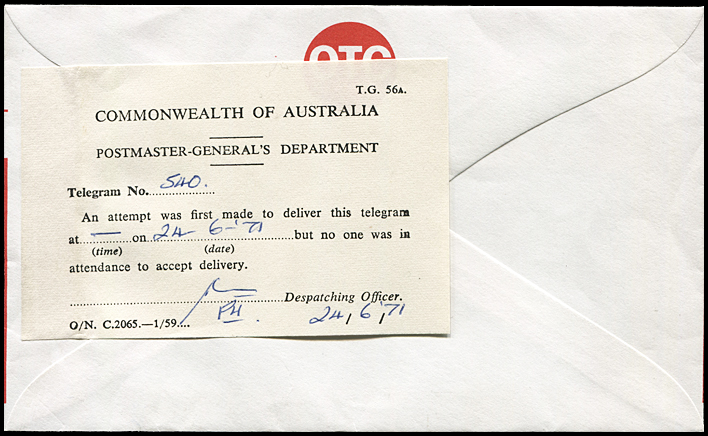 OTC
T.G. 56A.
COMMONWEALTH OF AUSTRALIA
POSTMASTER-GENERAL'S DEPARTMENT
Telegram No. 540.
An attempt was first made to deliver this telegram
at — on 24-6-'71 but no one was in
(time) (date)
attendance to accept delivery.
Despatching Officer.
O/N. C.2065.—1/59.... 24/6/71